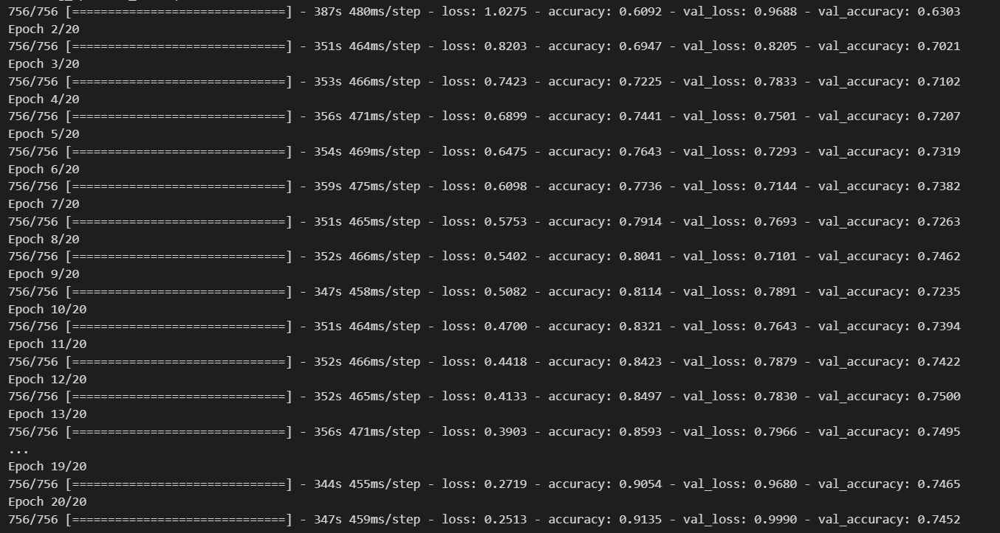 756/756 [==============================] - 387s 480ms/step - loss: 1.0275 - accuracy: 0.6092 - val_loss: 0.9688 - val_accuracy: 0.6303
Epoch 2/20
756/756 [==============================] - 351s 464ms/step - loss: 0.8203 - accuracy: 0.6947 - val_loss: 0.8205 - val_accuracy: 0.7021
Epoch 3/20
756/756 [==============================] - 353s 466ms/step - loss: 0.7423 - accuracy: 0.7225 - val_loss: 0.7833 - val_accuracy: 0.7102
Epoch 4/20
756/756 [==============================] - 356s 471ms/step - loss: 0.6899 - accuracy: 0.7441 - val_loss: 0.7501 - val_accuracy: 0.7207
Epoch 5/20
756/756 [==============================] - 354s 469ms/step - loss: 0.6475 - accuracy: 0.7643 - val_loss: 0.7293 - val_accuracy: 0.7319
Epoch 6/20
756/756 [==============================] - 359s 475ms/step - loss: 0.6098 - accuracy: 0.7736 - val_loss: 0.7144 - val_accuracy: 0.7382
Epoch 7/20
756/756 [==============================] - 351s 465ms/step - loss: 0.5753 - accuracy: 0.7914 - val_loss: 0.7693 - val_accuracy: 0.7263
Epoch 8/20
756/756 [==============================] - 352s 466ms/step - loss: 0.5402 - accuracy: 0.8041 - val_loss: 0.7101 - val_accuracy: 0.7462
Epoch 9/20
756/756 [==============================] - 347s 458ms/step - loss: 0.5082 - accuracy: 0.8114 - val_loss: 0.7891 - val_accuracy: 0.7235
Epoch 10/20
756/756 [==============================] - 351s 464ms/step - loss: 0.4700 - accuracy: 0.8321 - val_loss: 0.7643 - val_accuracy: 0.7394
Epoch 11/20
756/756 [==============================] - 352s 466ms/step - loss: 0.4418 - accuracy: 0.8423 - val_loss: 0.7879 - val_accuracy: 0.7422
Epoch 12/20
756/756 [==============================] - 352s 465ms/step - loss: 0.4133 - accuracy: 0.8497 - val_loss: 0.7830 - val_accuracy: 0.7500
Epoch 13/20
756/756 [==============================] - 356s 471ms/step - loss: 0.3903 - accuracy: 0.8593 - val_loss: 0.7966 - val_accuracy: 0.7495
...
Epoch 19/20
756/756 [==============================] - 344s 455ms/step - loss: 0.2719 - accuracy: 0.9054 - val_loss: 0.9680 - val_accuracy: 0.7465
Epoch 20/20
756/756 [==============================] - 347s 459ms/step - loss: 0.2513 - accuracy: 0.9135 - val_loss: 0.9990 - val_accuracy: 0.7452